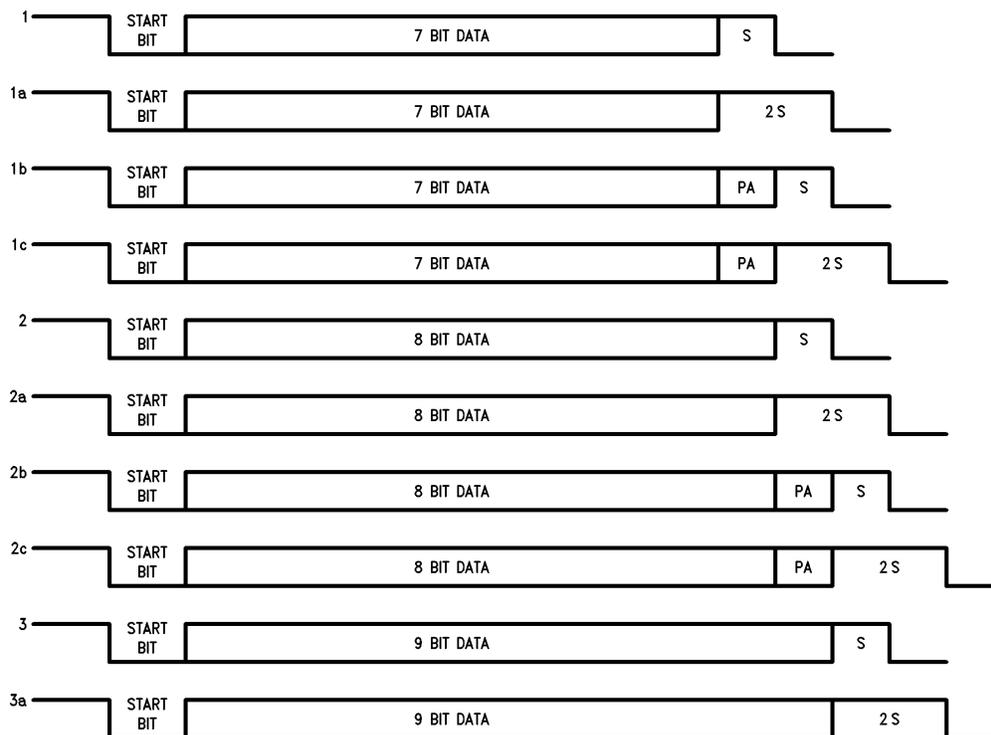 1 START BIT 7 BIT DATA S
1a START BIT 7 BIT DATA 2 S
1b START BIT 7 BIT DATA PA S
1c START BIT 7 BIT DATA PA 2 S
2 START BIT 8 BIT DATA S
2a START BIT 8 BIT DATA 2 S
2b START BIT 8 BIT DATA PA S
2c START BIT 8 BIT DATA PA 2 S
3 START BIT 9 BIT DATA S
3a START BIT 9 BIT DATA 2 S